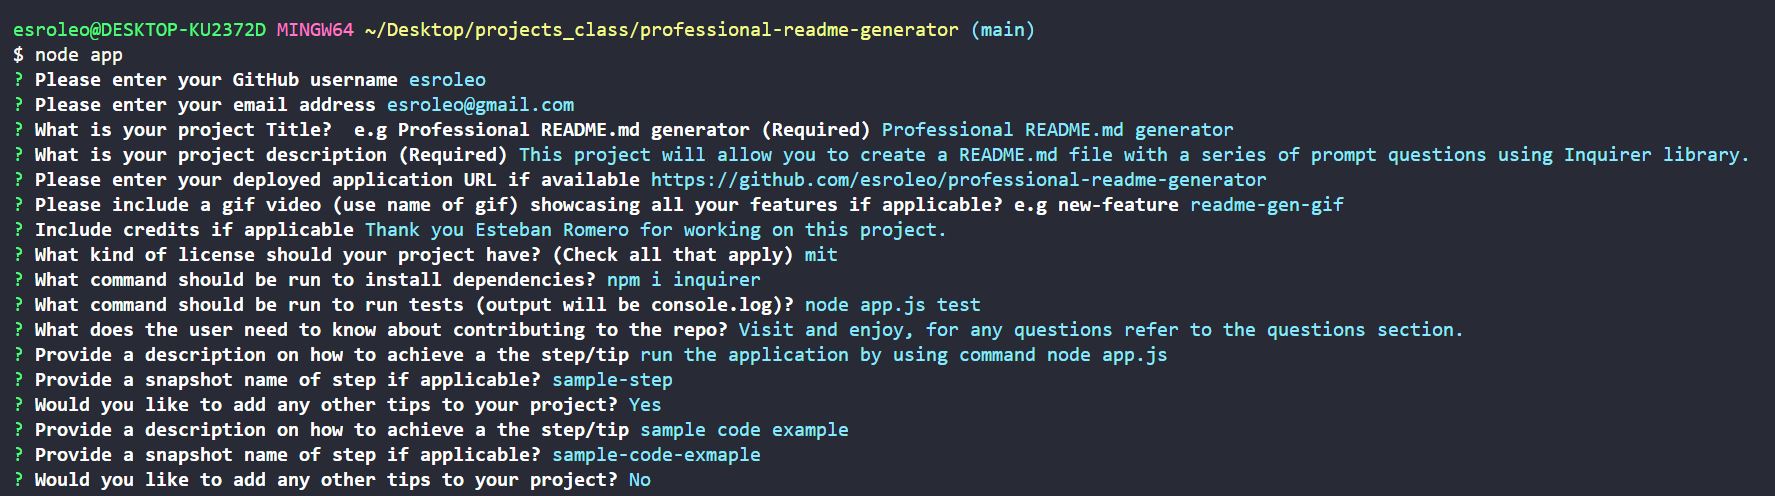 esroleo@DESKTOP-KU2372D MINGW64 ~/Desktop/projects_class/professional-readme-generator (main)
$ node app
? Please enter your GitHub username esroleo
? Please enter your email address esroleo@gmail.com
? What is your project Title?  e.g Professional README.md generator (Required) Professional README.md generator
? What is your project description (Required) This project will allow you to create a README.md file with a series of prompt questions using Inquirer library.
? Please enter your deployed application URL if available https://github.com/esroleo/professional-readme-generator
? Please include a gif video (use name of gif) showcasing all your features if applicable? e.g new-feature readme-gen-gif
? Include credits if applicable Thank you Esteban Romero for working on this project.
? What kind of license should your project have? (Check all that apply) mit
? What command should be run to install dependencies? npm i inquirer
? What command should be run to run tests (output will be console.log)? node app.js test
? What does the user need to know about contributing to the repo? Visit and enjoy, for any questions refer to the questions section.
? Provide a description on how to achieve a the step/tip run the application by using command node app.js
? Provide a snapshot name of step if applicable? sample-step
? Would you like to add any other tips to your project? Yes
? Provide a description on how to achieve a the step/tip sample code example
? Provide a snapshot name of step if applicable? sample-code-exmaple
? Would you like to add any other tips to your project? No